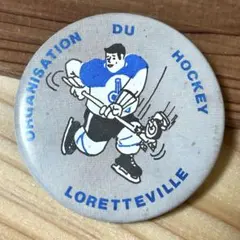 ORGANISATION DU HOCKEY
LORETTEVILLE